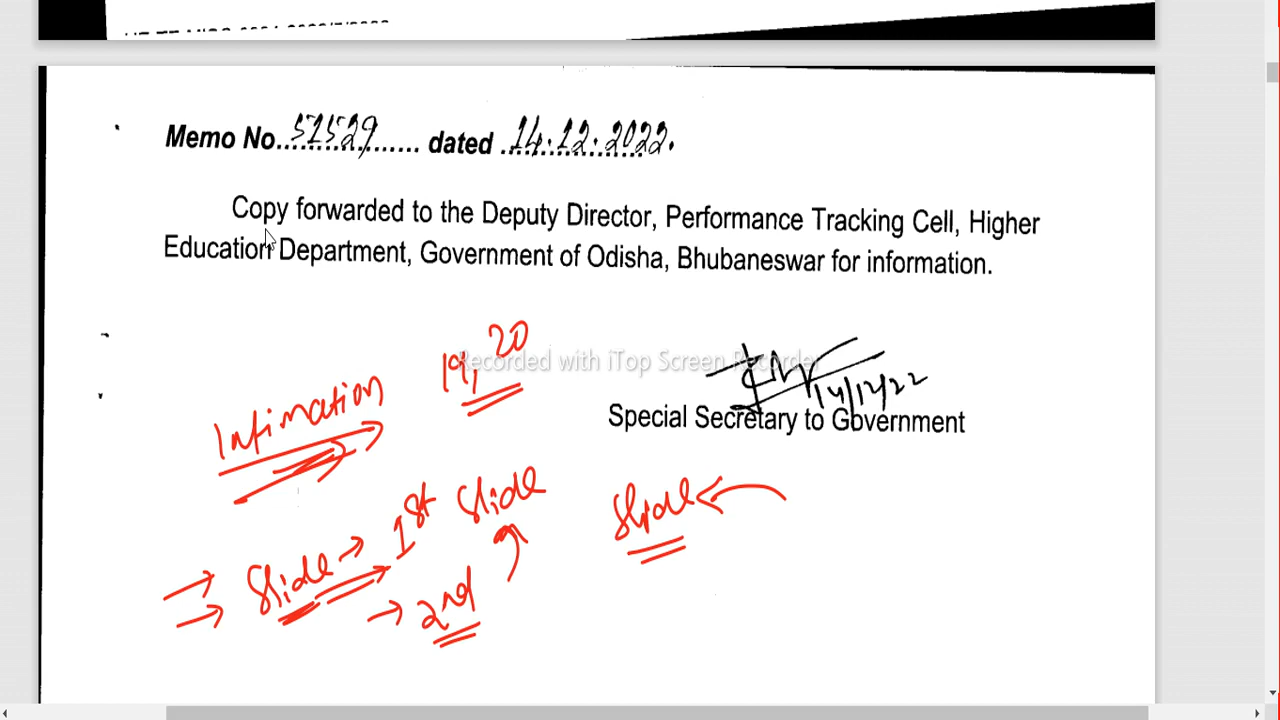 Memo No...57529...... dated ..14.12.2022.
Copy forwarded to the Deputy Director, Performance Tracking Cell, Higher
Education Department, Government of Odisha, Bhubaneswar for information.
19, 20
Recorded with iTop Screen Recorder
14/12/22
Special Secretary to Government
Intimation
Slide → 1st Slide
Slide
→ 2nd